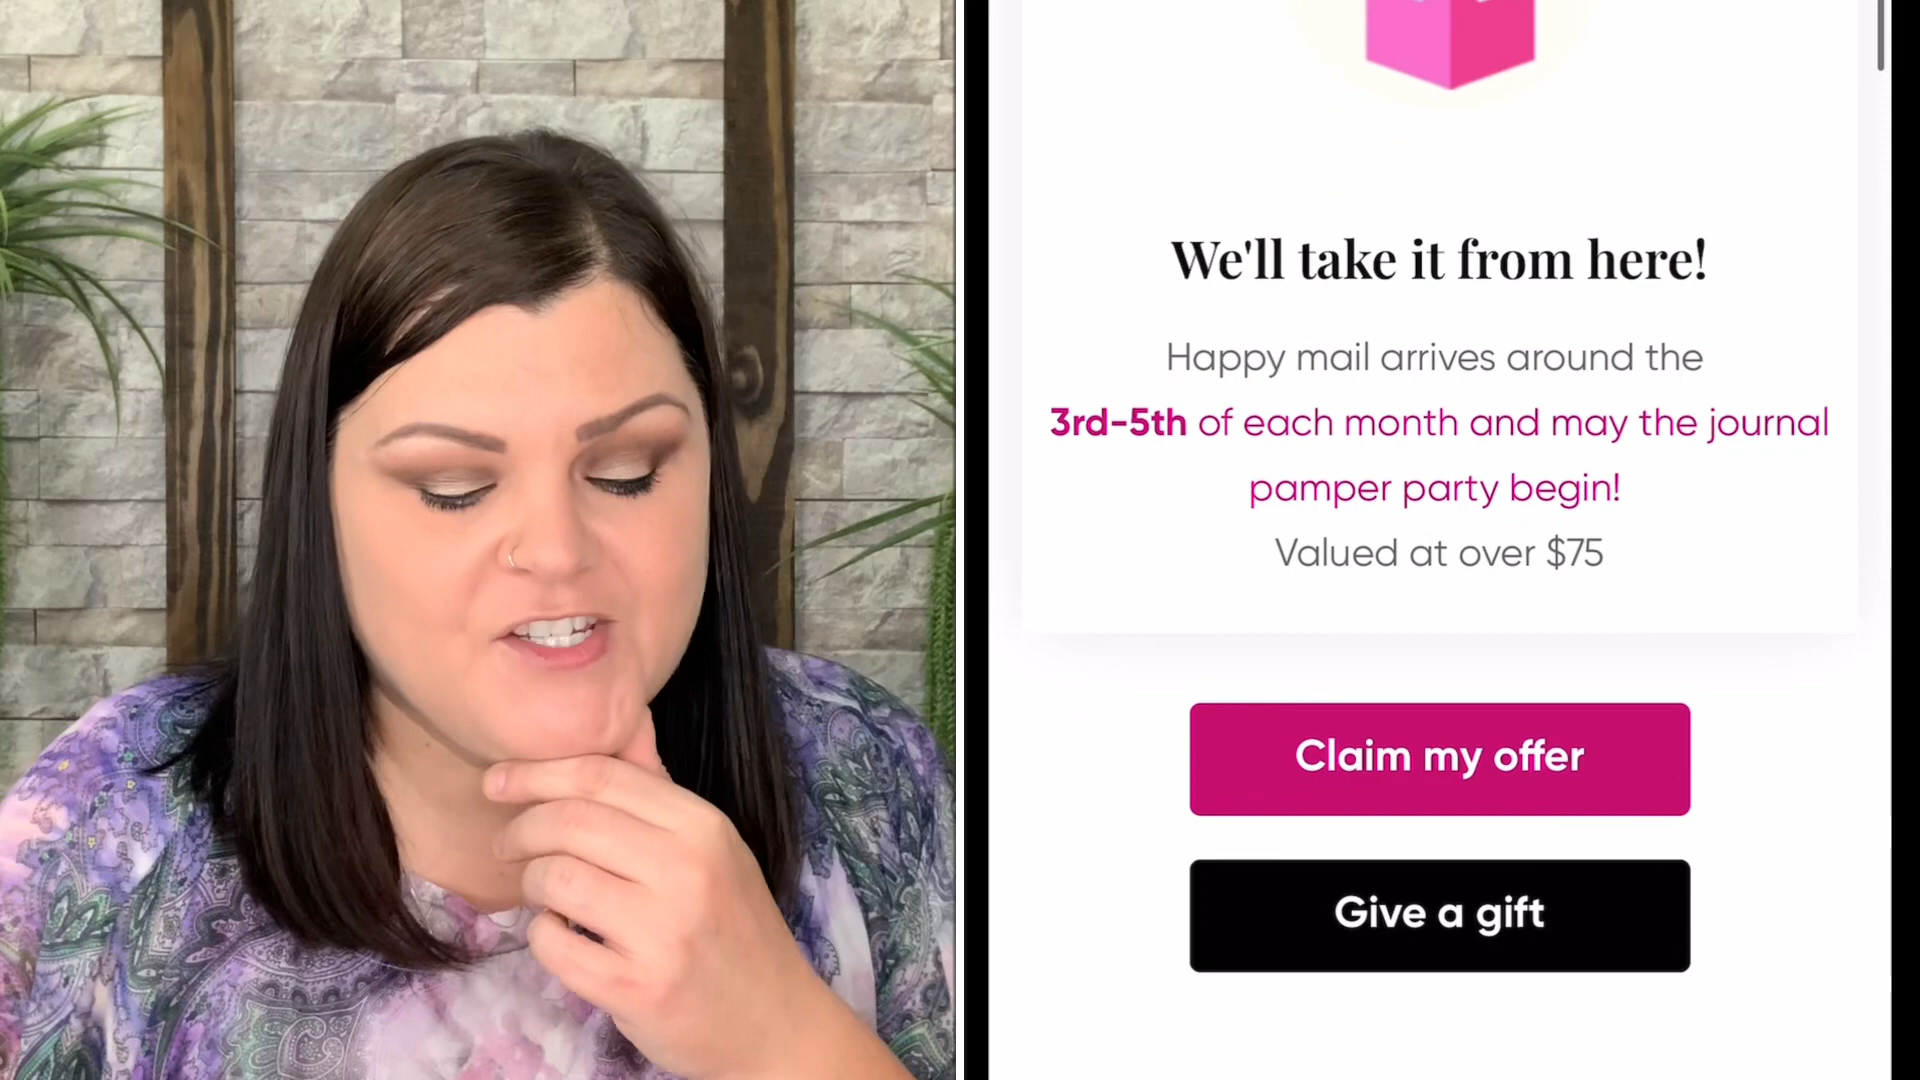 We'll take it from here!
Happy mail arrives around the
3rd-5th of each month and may the journal
pamper party begin!
Valued at over $75
Claim my offer
Give a gift